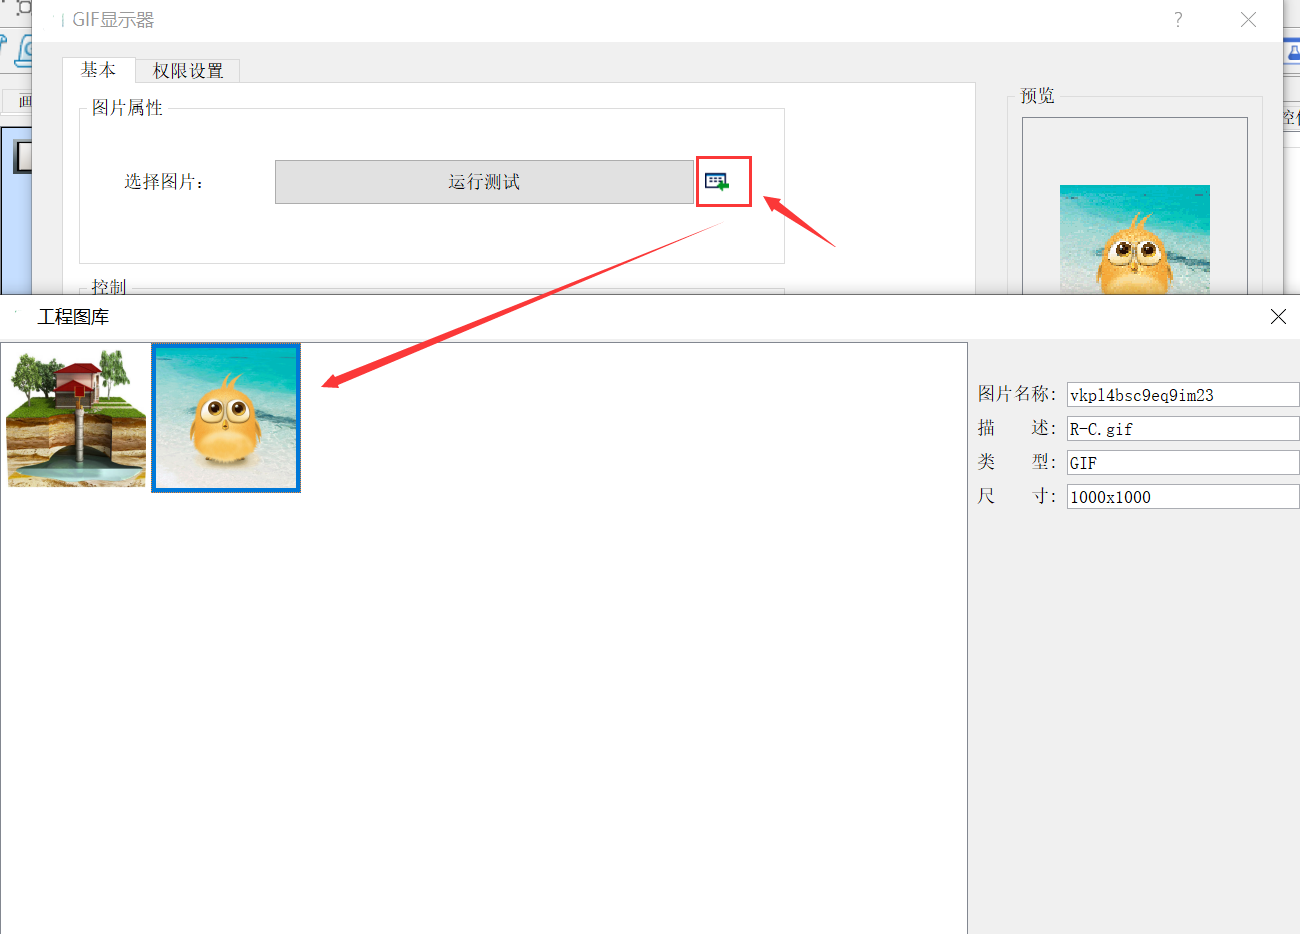 GIF显示器
?
基本
权限设置
图片属性
选择图片:
运行测试
控制
预览
画
控
工程图库
图片名称:
vkpl4bsc9eq9im23
描 述:
R-C.gif
类 型:
GIF
尺 寸:
1000x1000